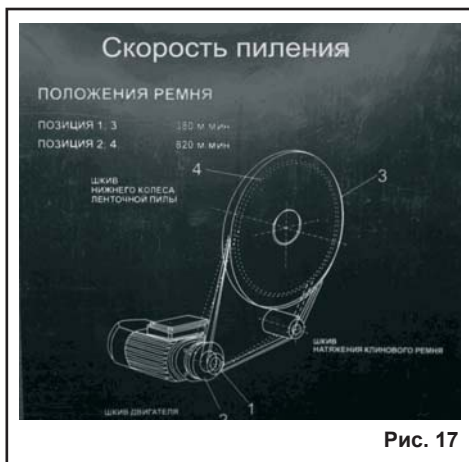 Скорость пиления
ПОЛОЖЕНИЯ РЕМНЯ
ПОЗИЦИЯ 1; 3
М МИН
ПОЗИЦИЯ 2; 4 820 М МИН
4
3
ШКИВ
НИЖНЕГО КОЛЕСА
ЛЕНТОЧНОЙ ПИЛЫ
ШКИВ
НАТЯЖЕНИЯ КЛИНОВОГО РЕМНЯ
1
2
ШКИВ ДВИГАТЕЛЯ
Рис. 17